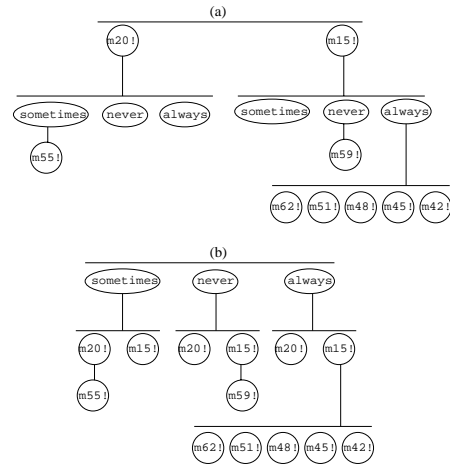 (a)
m20! m15!
sometimes never always sometimes never always
m55! m59!
m62! m51! m48! m45! m42!
(b)
sometimes never always
m20! m15! m20! m15! m20! m15!
m55! m59!
m62! m51! m48! m45! m42!